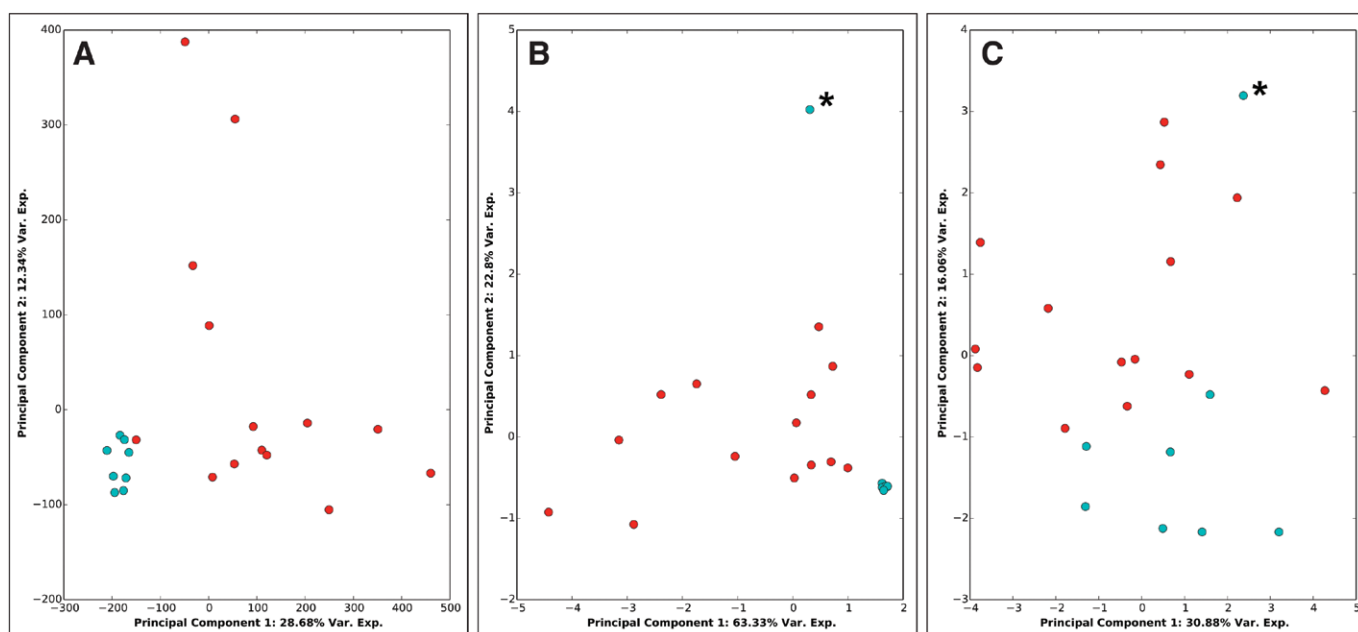 A
400
300
200
100
0
−100
−200
−300 −200 −100 0 100 200 300 400 500
Principal Component 2: 12.34% Var. Exp.
Principal Component 1: 28.68% Var. Exp.
B
*
5
4
3
2
1
0
−1
−2
−5 −4 −3 −2 −1 0 1 2
Principal Component 2: 22.8% Var. Exp.
Principal Component 1: 63.33% Var. Exp.
C
*
4
3
2
1
0
−1
−2
−3
−4 −3 −2 −1 0 1 2 3 4 5
Principal Component 2: 16.06% Var. Exp.
Principal Component 1: 30.88% Var. Exp.